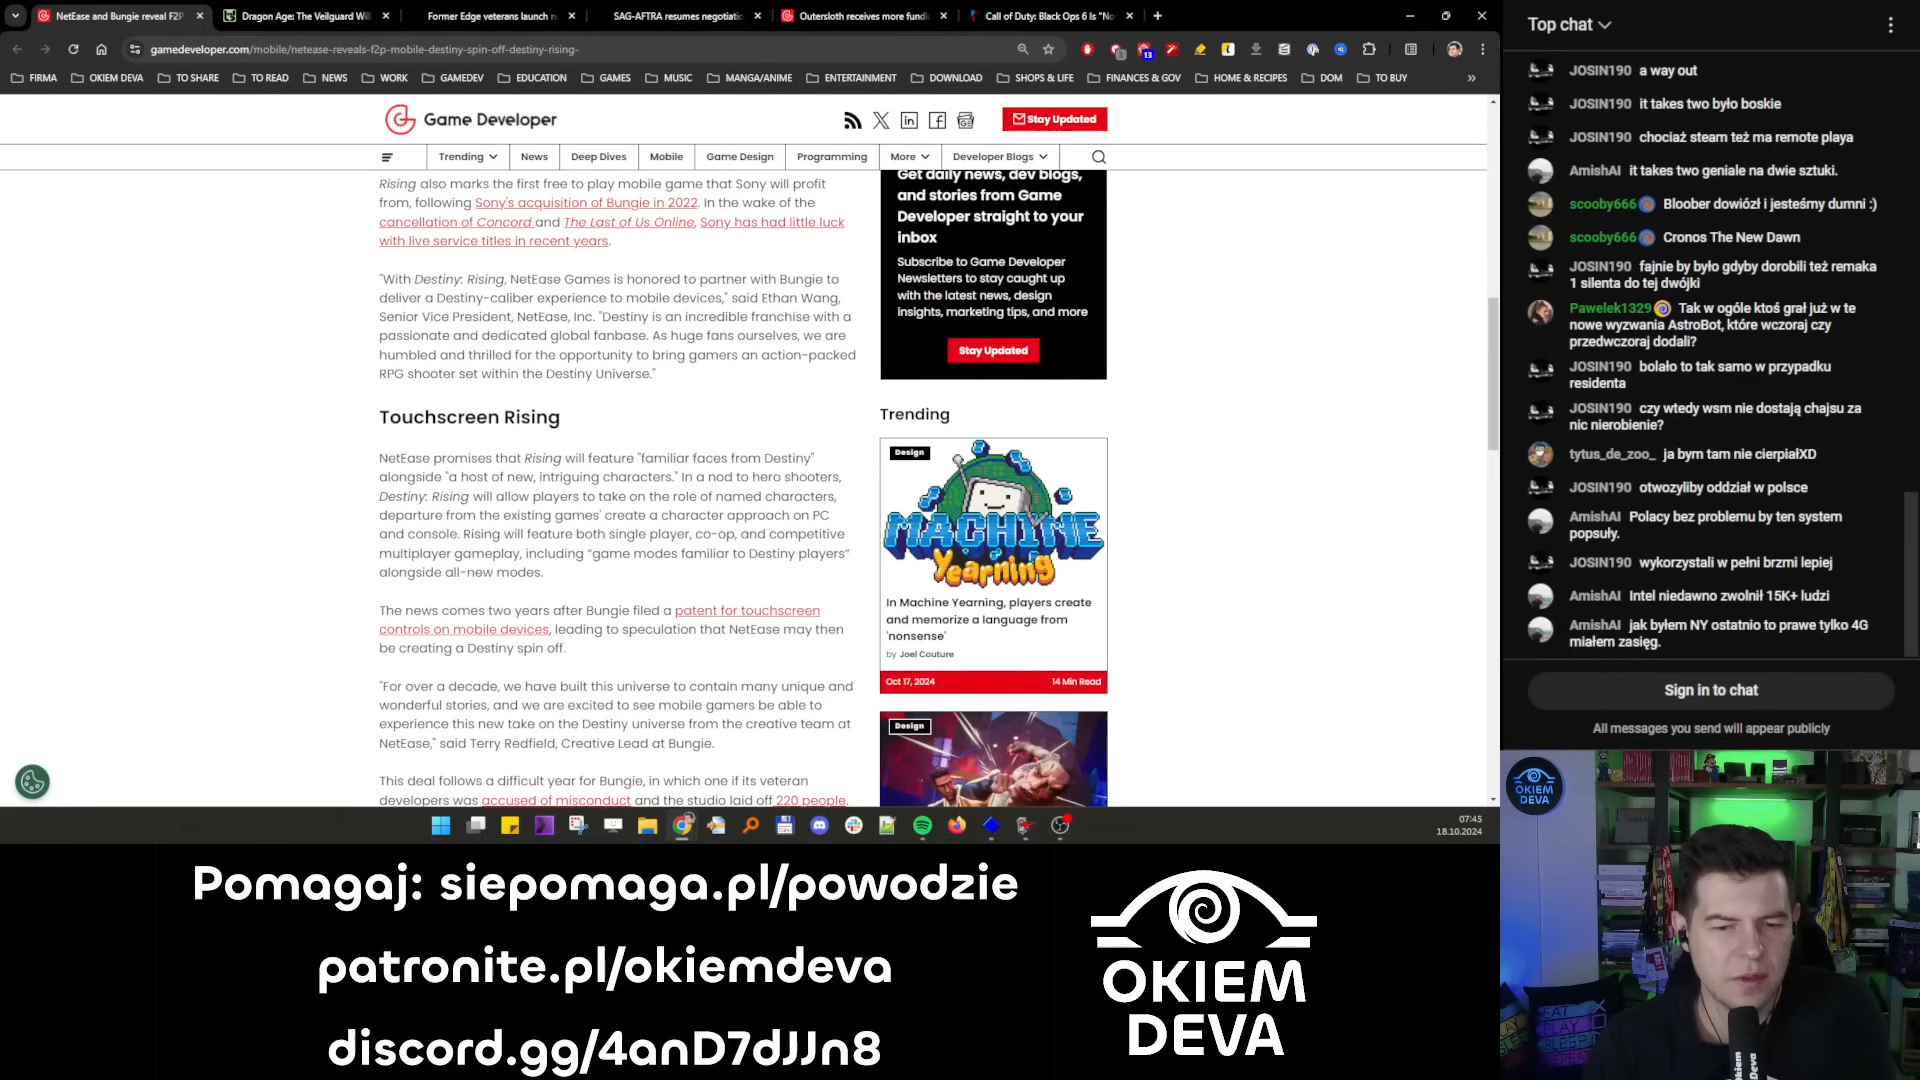 NetEase and Bungie reveal F2P
Dragon Age: The Veilguard Wil
Former Edge veterans launch n
SAG-AFTRA resumes negotiatio
Outersloth receives more fundi
Call of Duty: Black Ops 6 Is "No
gamedeveloper.com/mobile/netease-reveals-f2p-mobile-destiny-spin-off-destiny-rising-
13
FIRMA
OKIEM DEVA
TO SHARE
TO READ
NEWS
WORK
GAMEDEV
EDUCATION
GAMES
MUSIC
MANGA/ANIME
ENTERTAINMENT
DOWNLOAD
SHOPS & LIFE
FINANCES & GOV
HOME & RECIPES
DOM
TO BUY
Game Developer
Stay Updated
Trending
News
Deep Dives
Mobile
Game Design
Programming
More
Developer Blogs
Rising also marks the first free to play mobile game that Sony will profit
from, following Sony's acquisition of Bungie in 2022. In the wake of the
cancellation of Concord and The Last of Us Online, Sony has had little luck
with live service titles in recent years.
"With Destiny: Rising, NetEase Games is honored to partner with Bungie to
deliver a Destiny-caliber experience to mobile devices," said Ethan Wang,
Senior Vice President, NetEase, Inc. "Destiny is an incredible franchise with a
passionate and dedicated global fanbase. As huge fans ourselves, we are
humbled and thrilled for the opportunity to bring gamers an action-packed
RPG shooter set within the Destiny Universe."
Touchscreen Rising
NetEase promises that Rising will feature "familiar faces from Destiny"
alongside "a host of new, intriguing characters." In a nod to hero shooters,
Destiny: Rising will allow players to take on the role of named characters,
departure from the existing games' create a character approach on PC
and console. Rising will feature both single player, co-op, and competitive
multiplayer gameplay, including “game modes familiar to Destiny players”
alongside all-new modes.
The news comes two years after Bungie filed a patent for touchscreen
controls on mobile devices, leading to speculation that NetEase may then
be creating a Destiny spin off.
"For over a decade, we have built this universe to contain many unique and
wonderful stories, and we are excited to see mobile gamers be able to
experience this new take on the Destiny universe from the creative team at
NetEase," said Terry Redfield, Creative Lead at Bungie.
This deal follows a difficult year for Bungie, in which one if its veteran
developers was accused of misconduct and the studio laid off 220 people.
Get daily news, dev blogs,
and stories from Game
Developer straight to your
inbox
Subscribe to Game Developer
Newsletters to stay caught up
with the latest news, design
insights, marketing tips, and more
Stay Updated
Trending
Design
MACHINE
Yearning
In Machine Yearning, players create
and memorize a language from
'nonsense'
by Joel Couture
Oct 17, 2024
14 Min Read
Design
07:45
18.10.2024
Top chat
JOSIN190 a way out
JOSIN190 it takes two było boskie
JOSIN190 chociaż steam też ma remote playa
AmishAI it takes two geniale na dwie sztuki.
scooby666 Bloober dowiózł i jesteśmy dumni :)
scooby666 Cronos The New Dawn
JOSIN190 fajnie by było gdyby dorobili też remaka
1 silenta do tej dwójki
Pawelek1329 Tak w ogóle ktoś grał już w te
nowe wyzwania AstroBot, które wczoraj czy
przedwczoraj dodali?
JOSIN190 bolało to tak samo w przypadku
residenta
JOSIN190 czy wtedy wsm nie dostają chajsu za
nic nierobienie?
tytus_de_zoo_ ja bym tam nie cierpiałXD
JOSIN190 otwozyliby oddział w polsce
AmishAI Polacy bez problemu by ten system
popsuły.
JOSIN190 wykorzystali w pełni brzmi lepiej
AmishAI Intel niedawno zwolnił 15K+ ludzi
AmishAI jak byłem NY ostatnio to prawe tylko 4G
miałem zasięg.
Sign in to chat
All messages you send will appear publicly
OKIEM
DEVA
Pomagaj: siepomaga.pl/powodzie
patronite.pl/okiemdeva
discord.gg/4anD7dJJn8
OKIEM
DEVA
EAT
PLAY
SLEEP
Okiem
Deva